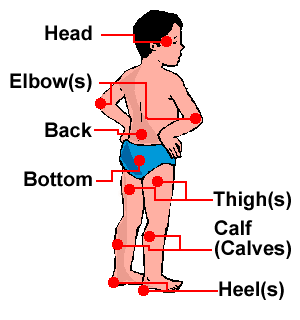 Head
Elbow(s)
Back
Bottom
Thigh(s)
Calf
(Calves)
Heel(s)